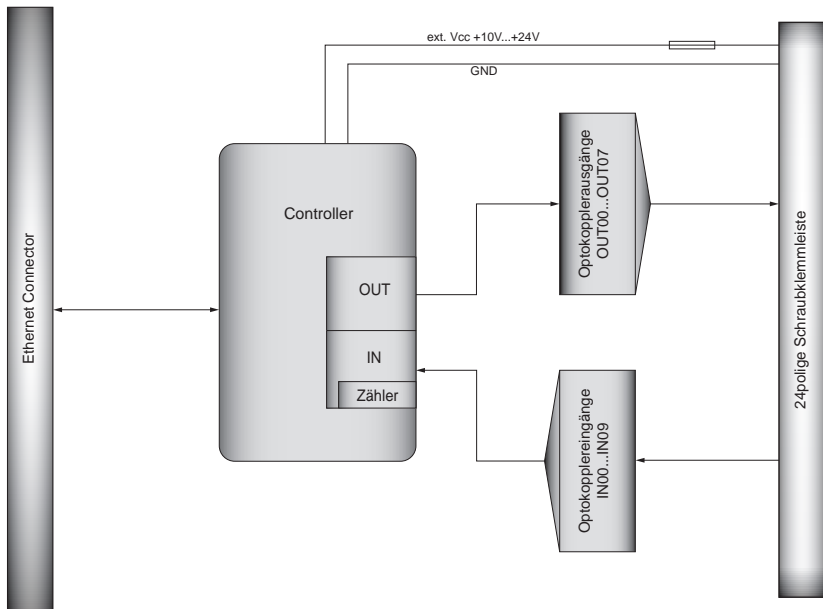 ext. Vcc +10V...+24V
GND
Ethernet Connector
Controller
OUT
IN
Zähler
Optokopplerausgänge
OUT00...OUT07
Optokopplereingänge
IN00...IN09
24polige Schraubklemmleiste